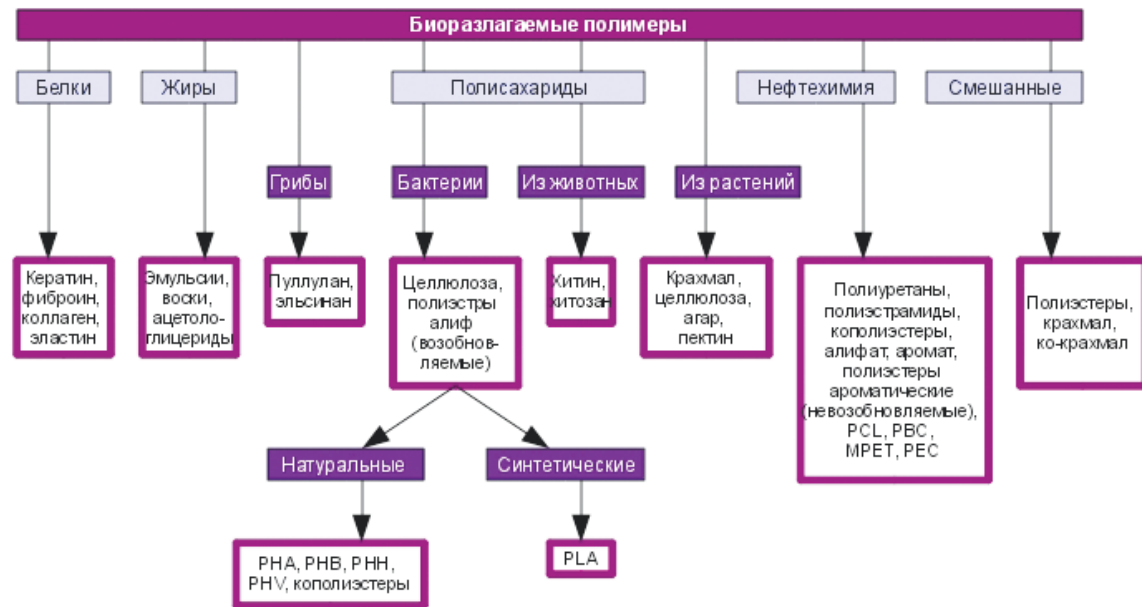 Биоразлагаемые полимеры
Белки
Жиры
Полисахариды
Нефтехимия
Смешанные
Грибы
Бактерии
Из животных
Из растений
Кератин,
фиброин,
коллаген,
эластин
Эмульсии,
воски,
ацетоло-
глицериды
Пуллулан,
эльсинан
Целлюлоза,
полиэстры
алиф
(возобнов-
ляемые)
Хитин,
хитозан
Крахмал,
целлюлоза,
агар,
пектин
Полиуретаны,
полиэстрамиды,
кополиэстеры,
алифат, аромат,
полиэстеры
ароматические
(невозобновляемые),
PCL, PBC,
MPET, PEC
Полиэстеры,
крахмал,
ко-крахмал
Натуральные
Синтетические
PHA, PHB, PHH,
PHV, кополиэстеры
PLA